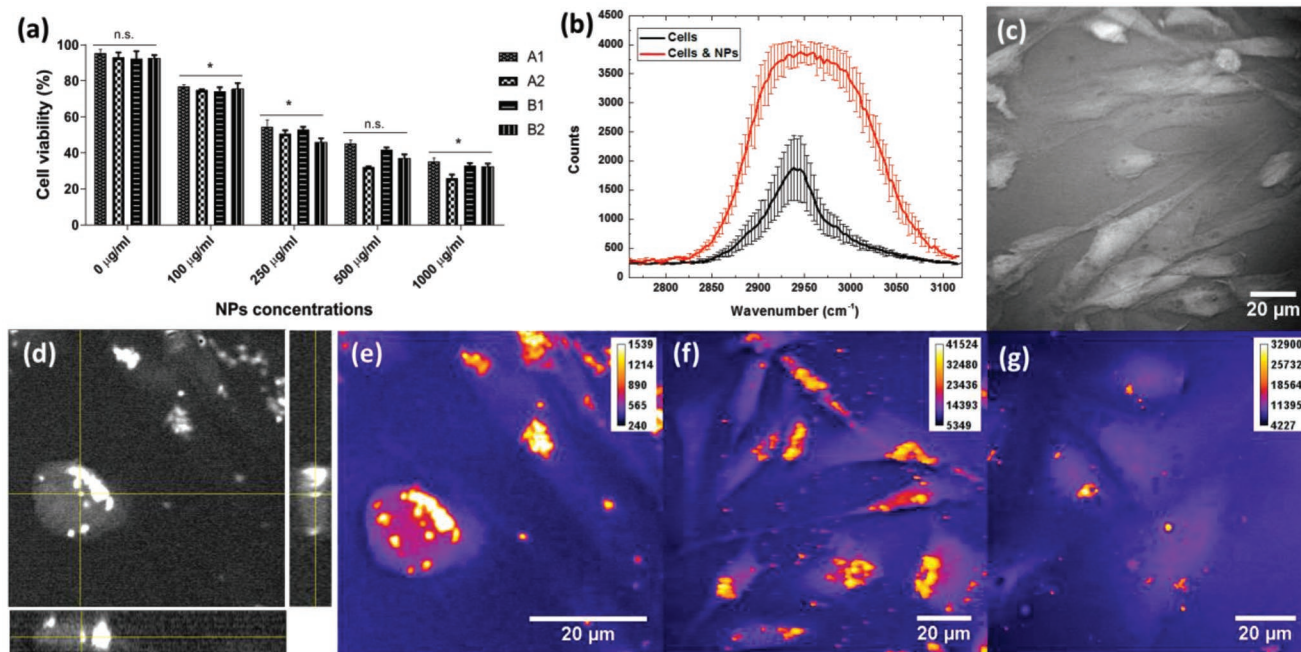 (a)
n.s.
*
*
n.s.
*
A1
A2
B1
B2
Cell viability (%)
100
80
60
40
20
0
0 µg/ml
100 µg/ml
250 µg/ml
500 µg/ml
1000 µg/ml
NPs concentrations
(b)
Cells
Cells & NPs
Counts
4500
4000
3500
3000
2500
2000
1500
1000
500
0
2800
2850
2900
2950
3000
3050
3100
Wavenumber (cm⁻¹)
(c)
20 µm
(d)
(e)
1539
1214
890
565
240
20 µm
(f)
41524
32480
23436
14393
5349
20 µm
(g)
32900
25732
18564
11395
4227
20 µm